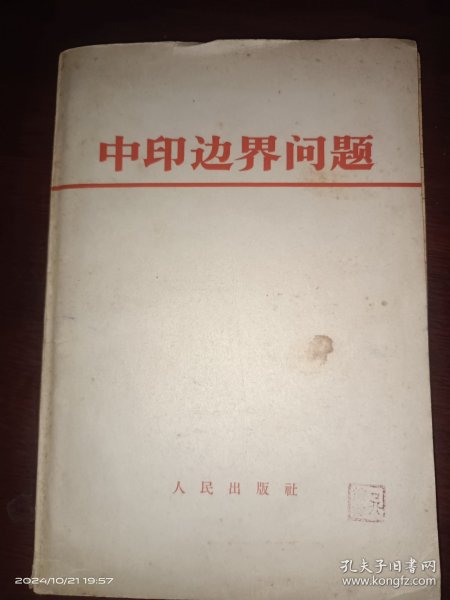 中印边界问题
人民出版社
2024/10/21 19:57
孔夫子旧书网
www.kongfz.com